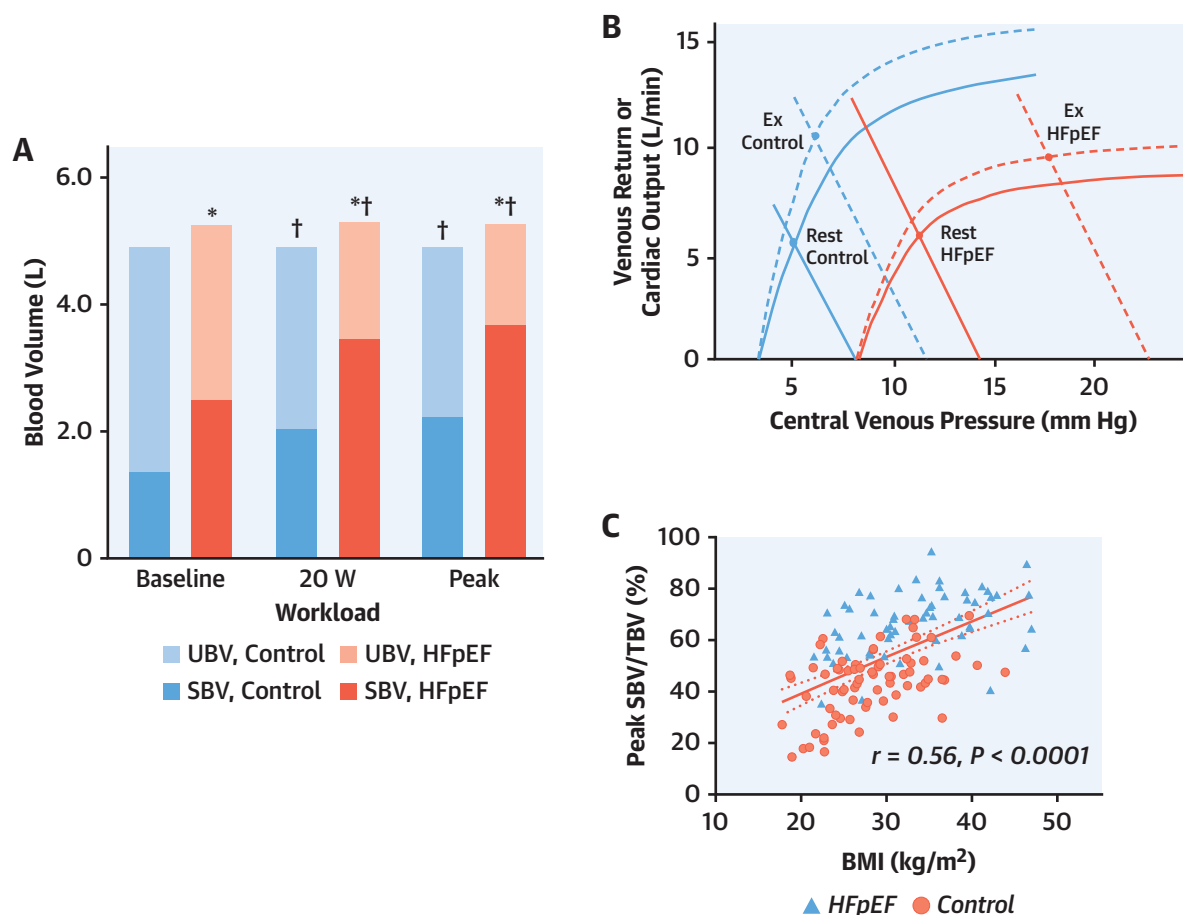 A
Blood Volume (L)
6.0
4.0
2.0
0
*
†
*†
†
*†
Baseline
20 W
Peak
Workload
UBV, Control
UBV, HFpEF
SBV, Control
SBV, HFpEF
B
Venous Return or
Cardiac Output (L/min)
15
10
5
0
Ex
Control
Ex
HFpEF
Rest
Control
Rest
HFpEF
5
10
15
20
Central Venous Pressure (mm Hg)
C
Peak SBV/TBV (%)
100
80
60
40
20
0
r = 0.56, P < 0.0001
10
20
30
40
50
BMI (kg/m²)
HFpEF
Control